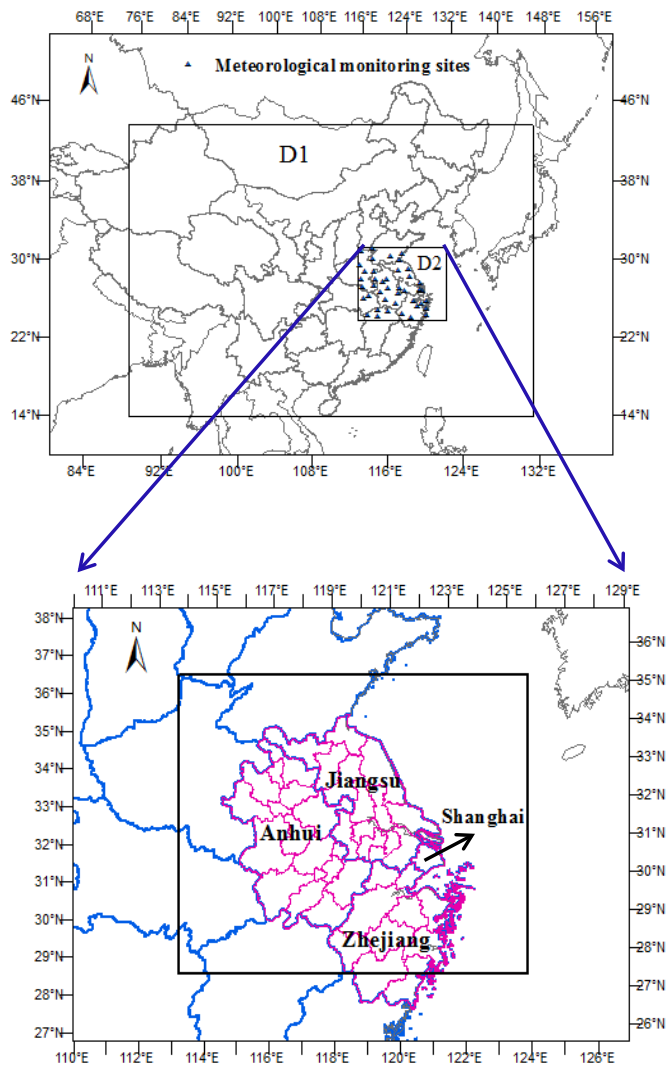 68°E 76°E 84°E 92°E 100°E 108°E 116°E 124°E 132°E 140°E 148°E 156°E
N
Meteorological monitoring sites
46°N 46°N
D1
38°N 38°N
30°N 30°N
D2
22°N 22°N
14°N 14°N
84°E 92°E 100°E 108°E 116°E 124°E 132°E
111°E 113°E 115°E 117°E 119°E 121°E 123°E 125°E 127°E 129°E
38°N
N
36°N
37°N
35°N
36°N
34°N
35°N
33°N
34°N
Jiangsu
32°N
33°N
Shanghai
Anhui
31°N
32°N
30°N
31°N
29°N
30°N
Zhejiang
28°N
29°N
27°N
28°N
26°N
27°N
25°N
110°E 112°E 114°E 116°E 118°E 120°E 122°E 124°E 126°E